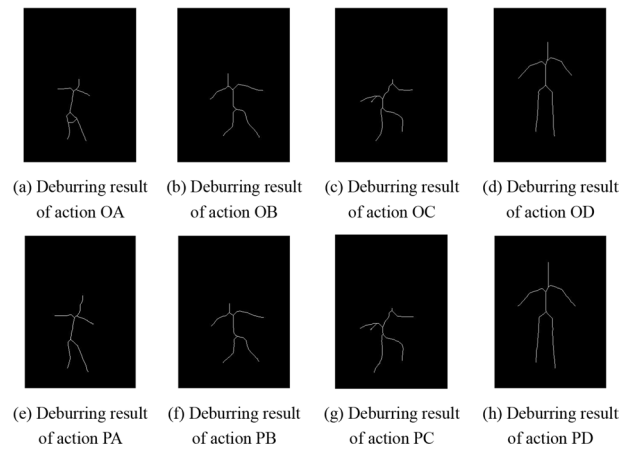 (a) Deburring result
of action OA
(b) Deburring result
of action OB
(c) Deburring result
of action OC
(d) Deburring result
of action OD
(e) Deburring result
of action PA
(f) Deburring result
of action PB
(g) Deburring result
of action PC
(h) Deburring result
of action PD